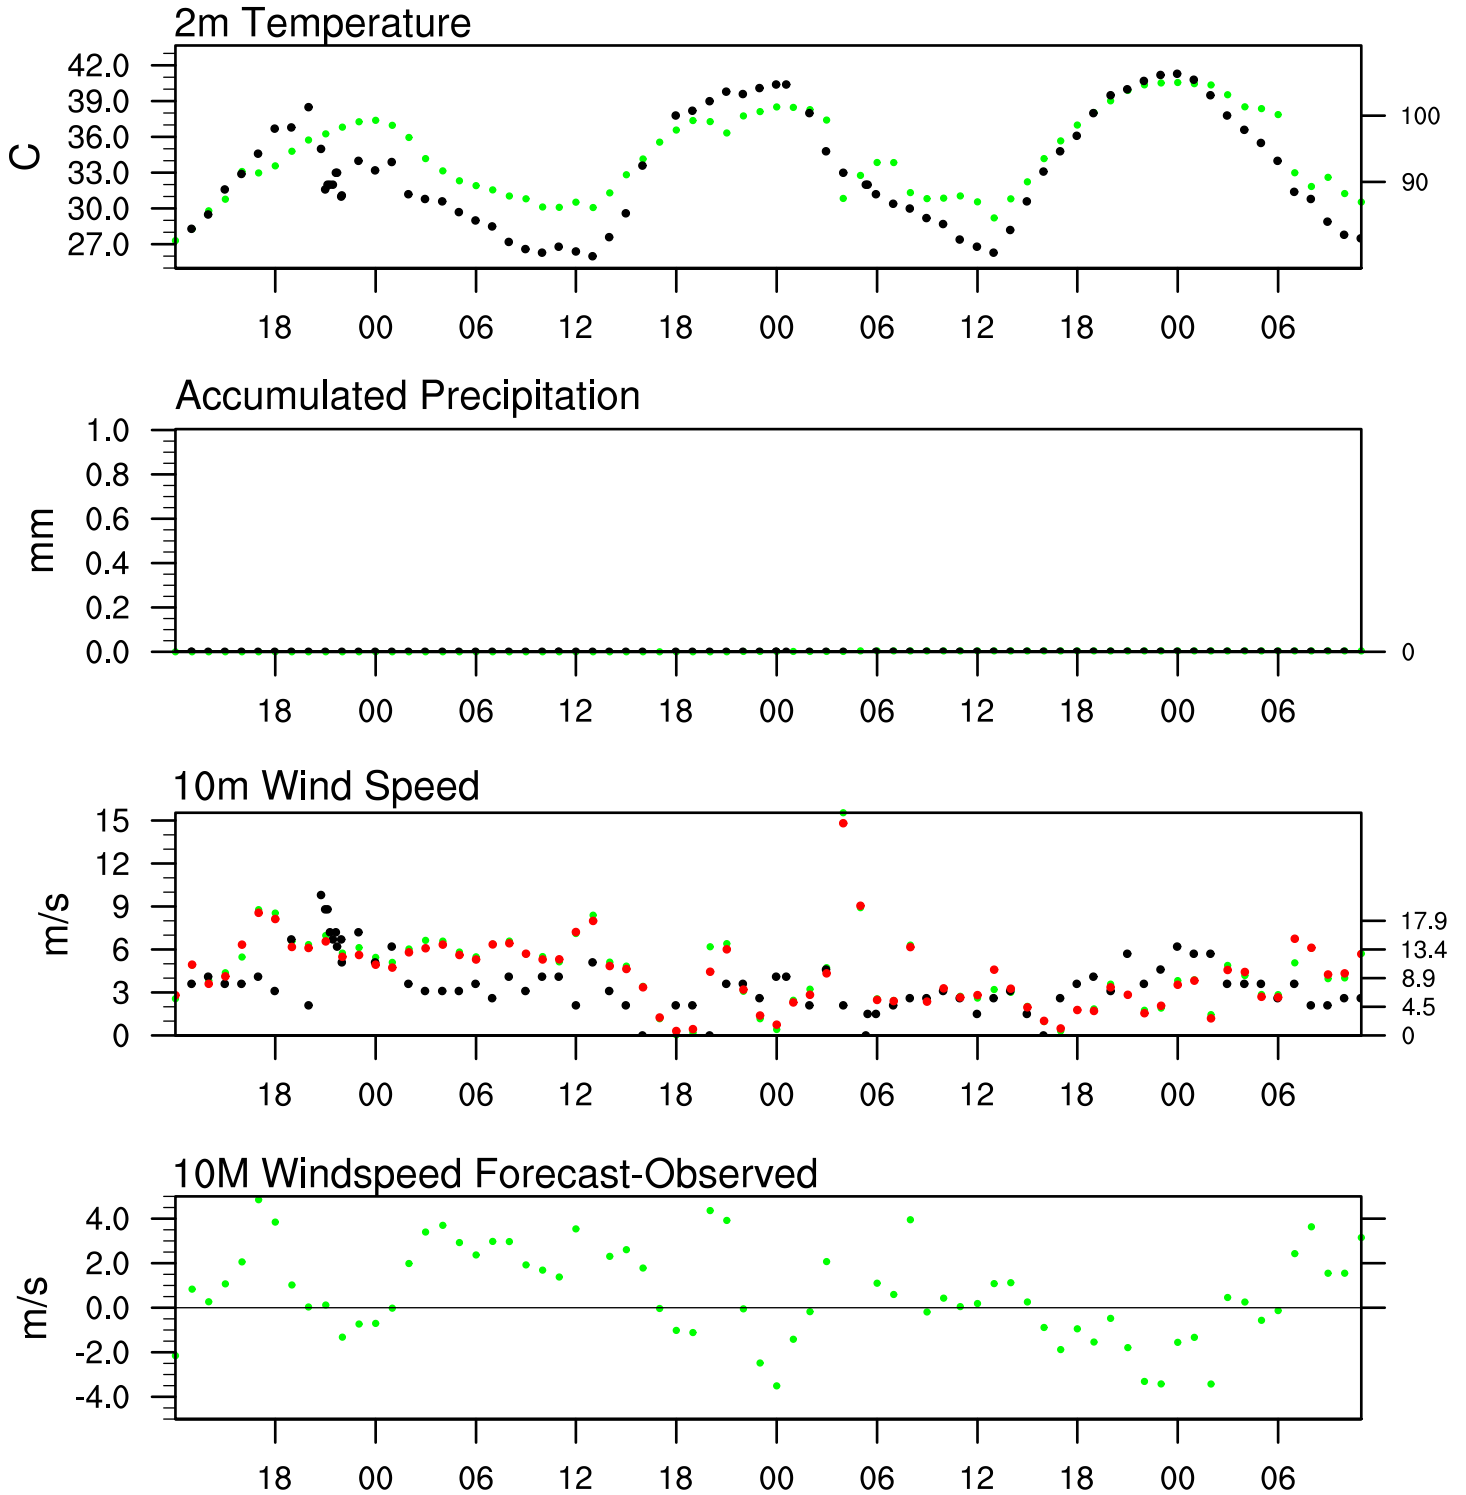 2m Temperature
42.0
39.0
36.0
33.0
30.0
27.0
C
100
90
18 00 06 12 18 00 06 12 18 00 06
Accumulated Precipitation
1.0
0.8
0.6
0.4
0.2
0.0
mm
0
18 00 06 12 18 00 06 12 18 00 06
10m Wind Speed
15
12
9
6
3
0
m/s
17.9
13.4
8.9
4.5
0
18 00 06 12 18 00 06 12 18 00 06
10M Windspeed Forecast-Observed
4.0
2.0
0.0
-2.0
-4.0
m/s
18 00 06 12 18 00 06 12 18 00 06